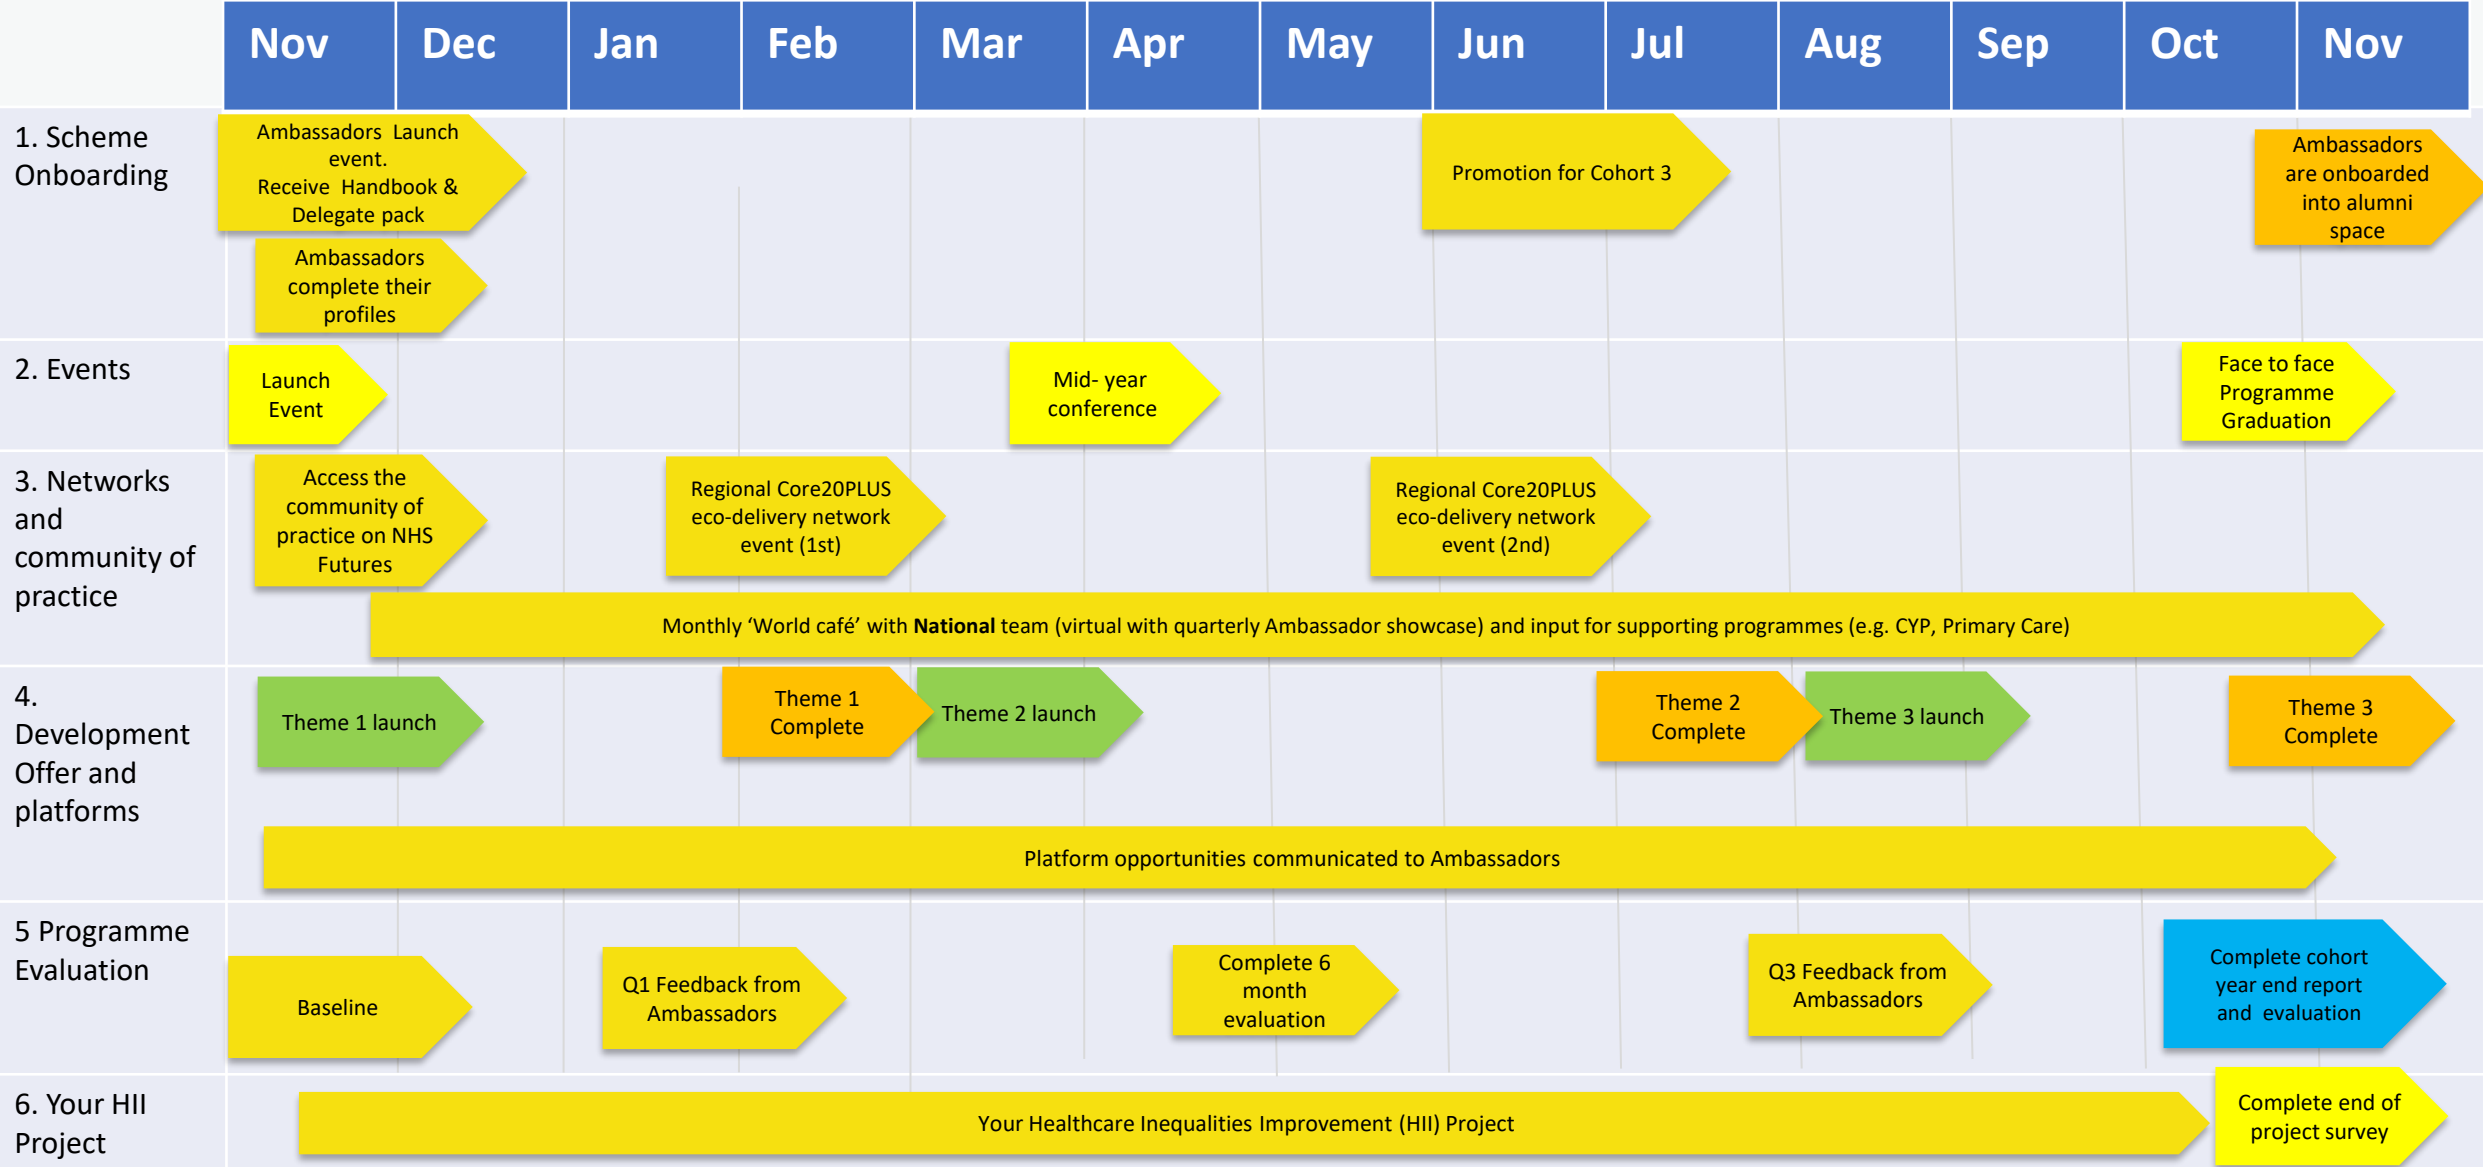 Nov Dec Jan Feb Mar Apr May Jun Jul Aug Sep Oct Nov
1. Scheme
Onboarding
Ambassadors Launch
event.
Receive Handbook &
Delegate pack
Ambassadors
complete their
profiles
Promotion for Cohort 3
Ambassadors
are onboarded
into alumni
space
2. Events
Launch
Event
Mid- year
conference
Face to face
Programme
Graduation
3. Networks
and
community of
practice
Access the
community of
practice on NHS
Futures
Regional Core20PLUS
eco-delivery network
event (1st)
Regional Core20PLUS
eco-delivery network
event (2nd)
Monthly ‘World café’ with National team (virtual with quarterly Ambassador showcase) and input for supporting programmes (e.g. CYP, Primary Care)
4.
Development
Offer and
platforms
Theme 1 launch
Theme 1
Complete
Theme 2 launch
Theme 2
Complete
Theme 3 launch
Theme 3
Complete
Platform opportunities communicated to Ambassadors
5 Programme
Evaluation
Baseline
Q1 Feedback from
Ambassadors
Complete 6
month
evaluation
Q3 Feedback from
Ambassadors
Complete cohort
year end report
and evaluation
6. Your HII
Project
Your Healthcare Inequalities Improvement (HII) Project
Complete end of
project survey